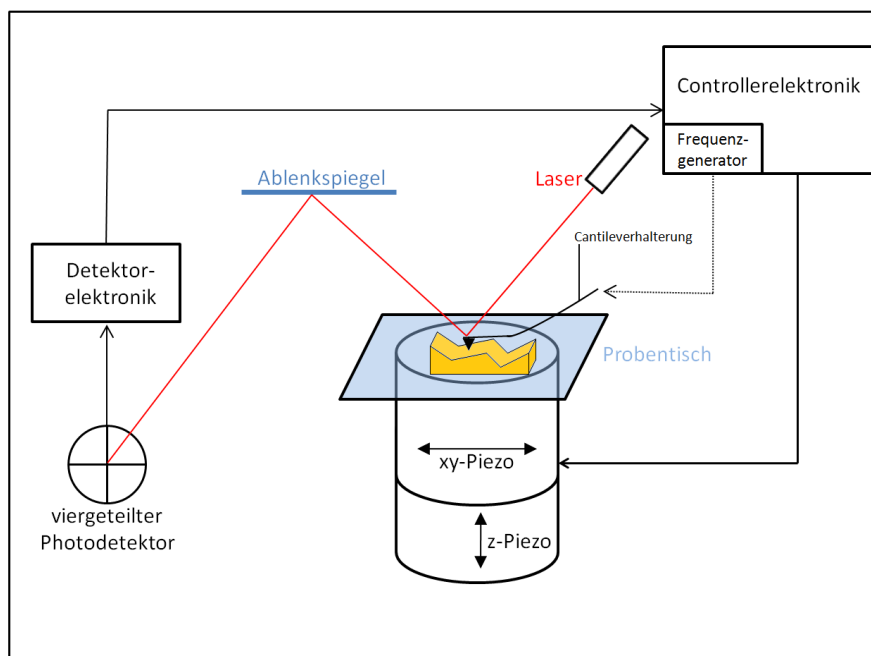 Controllerelektronik
Frequenz-
generator
Ablenkspiegel
Laser
Cantileverhalterung
Detektor-
elektronik
Probentisch
xy-Piezo
viergeteilter
Photodetektor
z-Piezo